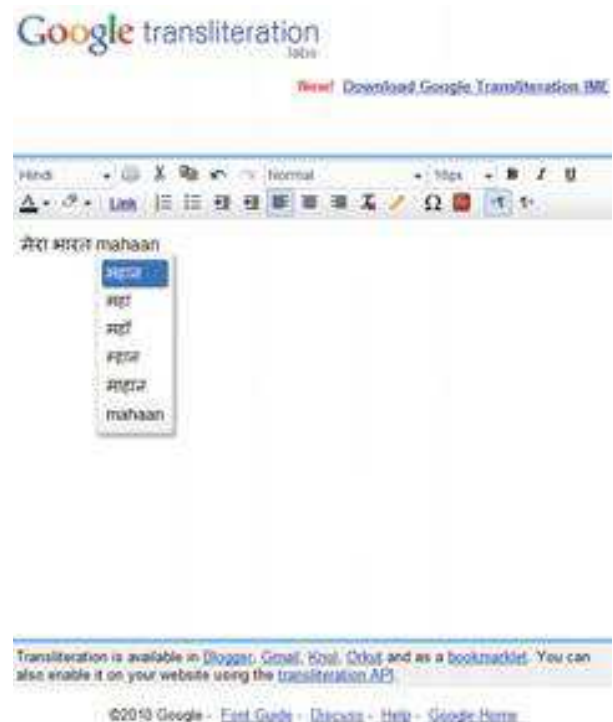 Google transliteration
labs
New! Download Google Transliteration IME
Hindi Normal 10px B I U
A Link Ω
मेरा भारत mahaan
महान
महां
महाँ
म्हान
माहान
mahaan
Transliteration is available in Blogger, Gmail, Knol, Orkut and as a bookmarklet. You can
also enable it on your website using the transliteration API.
©2010 Google - Font Guide - Discuss - Help - Google Home